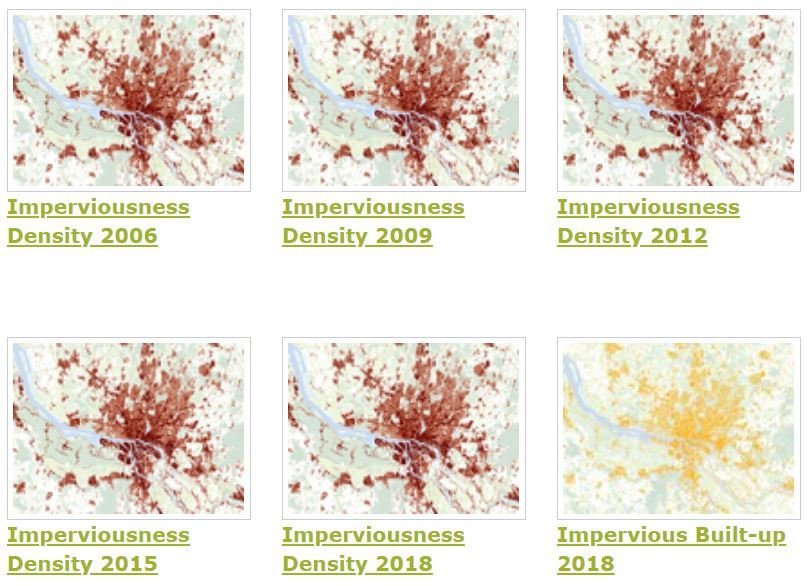 Imperviousness
Density 2006
Imperviousness
Density 2009
Imperviousness
Density 2012
Imperviousness
Density 2015
Imperviousness
Density 2018
Impervious Built-up
2018